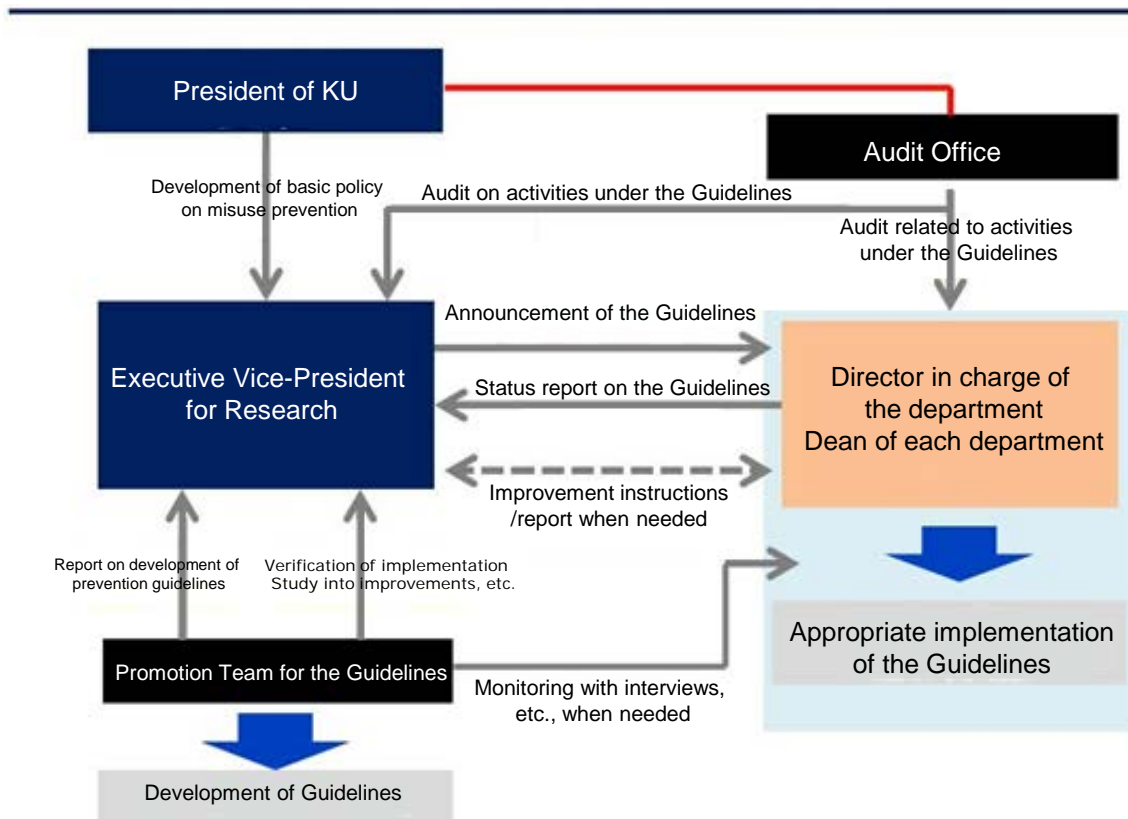 President of KU
Audit Office
Development of basic policy
on misuse prevention
Audit on activities under the Guidelines
Audit related to activities
under the Guidelines
Announcement of the Guidelines
Executive Vice-President
for Research
Status report on the Guidelines
Director in charge of
the department
Dean of each department
Improvement instructions
/report when needed
Report on development of
prevention guidelines
Verification of implementation
Study into improvements, etc.
Appropriate implementation
of the Guidelines
Promotion Team for the Guidelines
Monitoring with interviews,
etc., when needed
Development of Guidelines